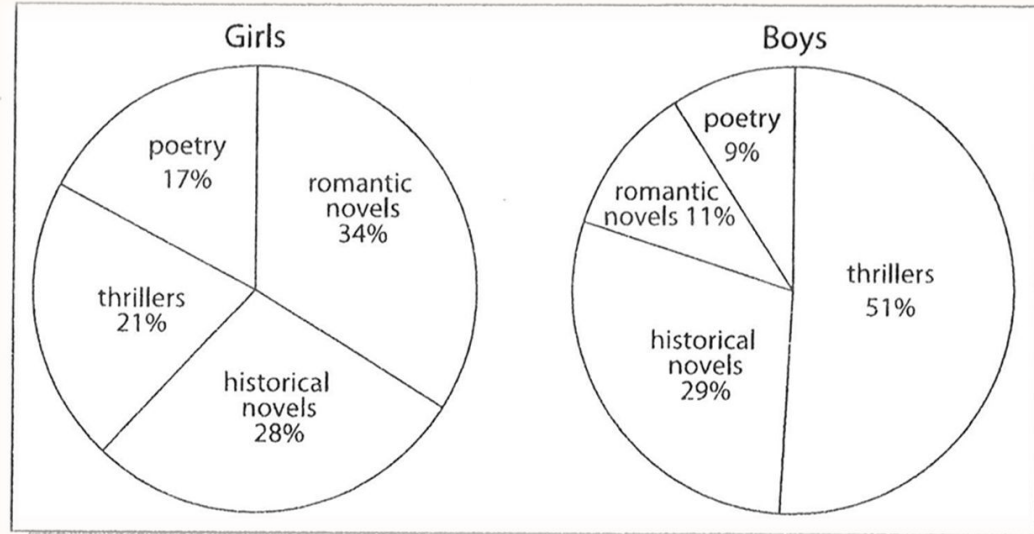 Girls
poetry
17%
romantic
novels
34%
thrillers
21%
historical
novels
28%
Boys
poetry
9%
romantic
novels 11%
thrillers
51%
historical
novels
29%